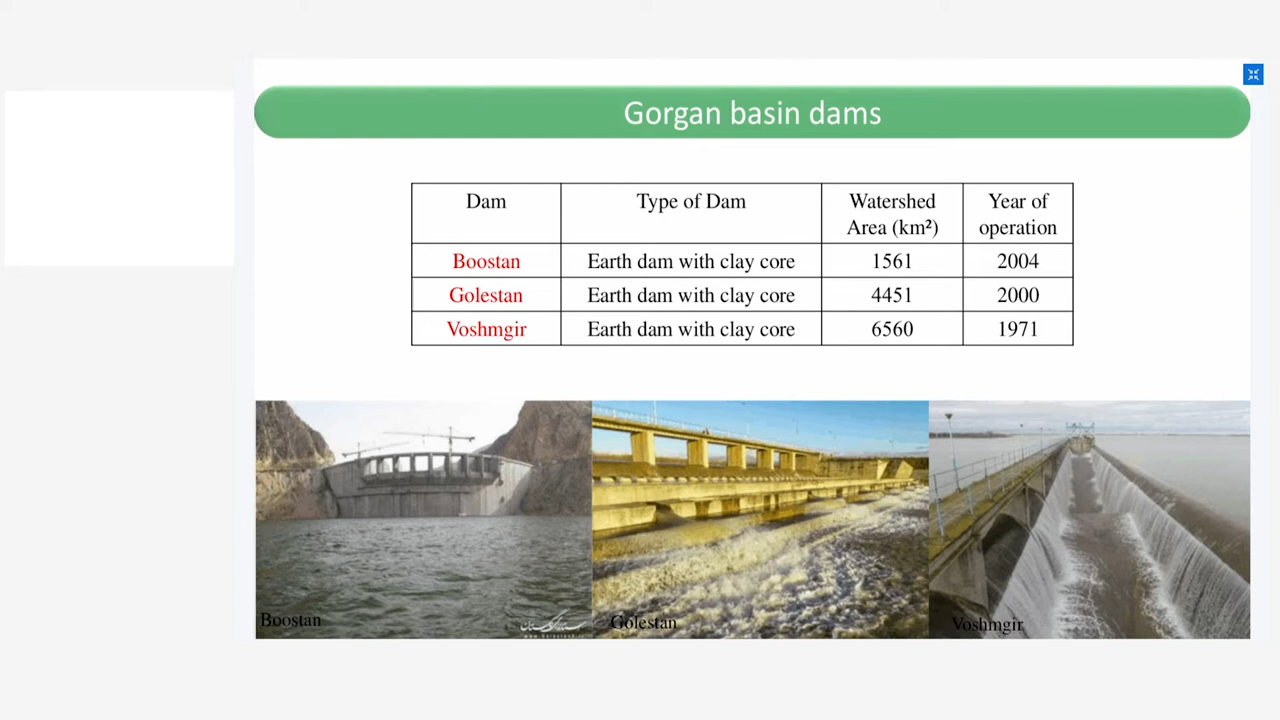 Gorgan basin dams
Dam Type of Dam Watershed Area (km²) Year of operation
Boostan Earth dam with clay core 1561 2004
Golestan Earth dam with clay core 4451 2000
Voshmgir Earth dam with clay core 6560 1971
Boostan Golestan Voshmgir